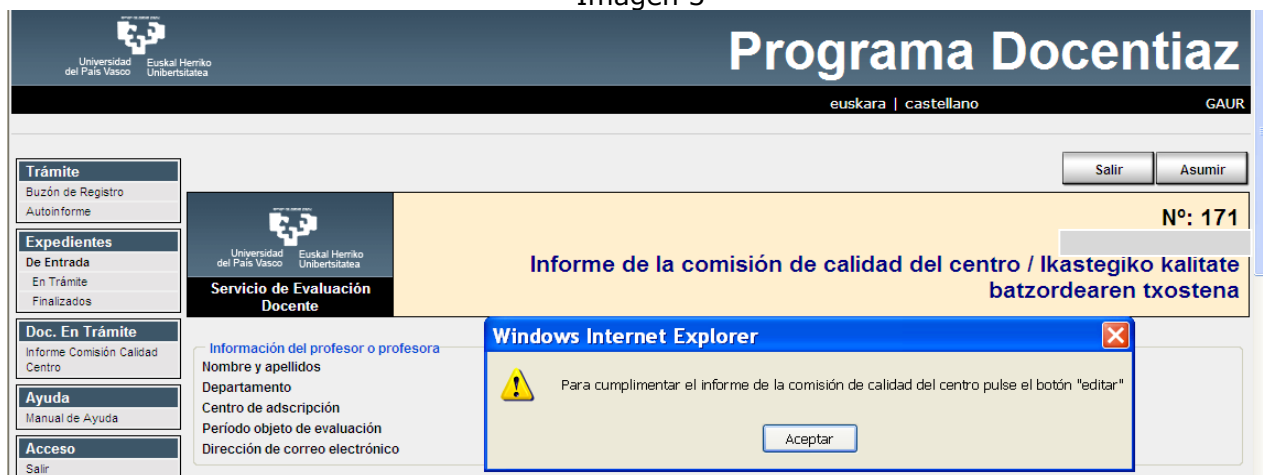 Imagen 3
Universidad del País Vasco
Euskal Herriko Unibertsitatea
Programa Docentiaz
euskara | castellano
GAUR
Trámite
Buzón de Registro
Autoinforme
Expedientes
De Entrada
En Trámite
Finalizados
Doc. En Trámite
Informe Comisión Calidad
Centro
Ayuda
Manual de Ayuda
Acceso
Salir
Salir
Asumir
Universidad del País Vasco
Euskal Herriko Unibertsitatea
Servicio de Evaluación
Docente
Nº: 171
Informe de la comisión de calidad del centro / Ikastegiko kalitate
batzordearen txostena
Información del profesor o profesora
Nombre y apellidos
Departamento
Centro de adscripción
Período objeto de evaluación
Dirección de correo electrónico
Windows Internet Explorer
Para cumplimentar el informe de la comisión de calidad del centro pulse el botón "editar"
Aceptar